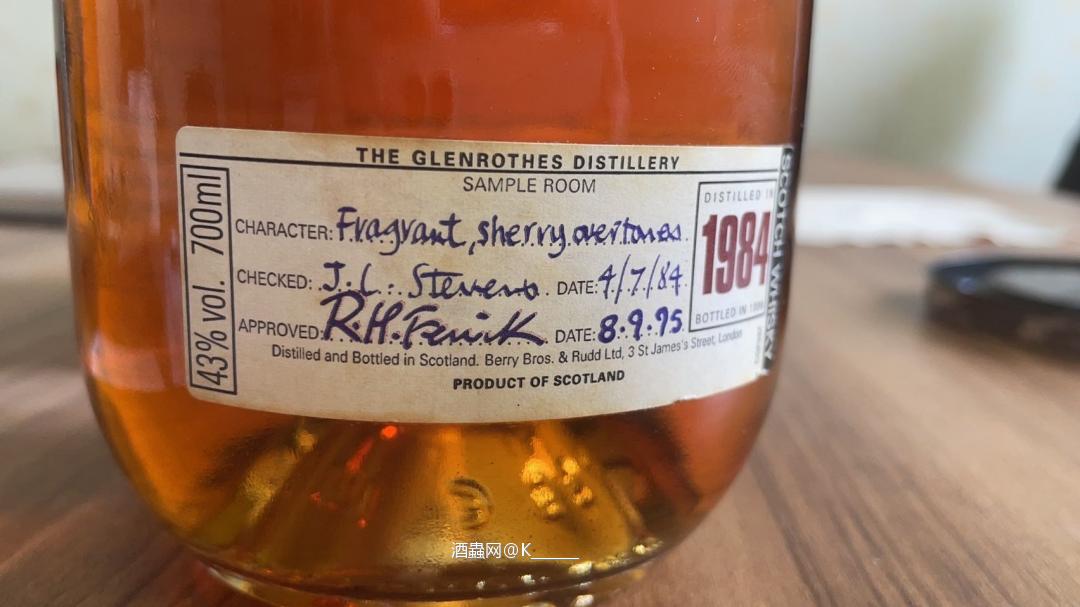 THE GLENROTHES DISTILLERY
SAMPLE ROOM
CHARACTER: Fragrant, sherry overtones
CHECKED: J.L. Stevens DATE: 4/7/84
APPROVED: R.H. Fenwick DATE: 8.9.95
Distilled and Bottled in Scotland. Berry Bros. & Rudd Ltd, 3 St James's Street, London
PRODUCT OF SCOTLAND
43% vol. 700ml
DISTILLED IN
1984
BOTTLED IN
SCOTCH WHISKY
酒蟲网@K_____